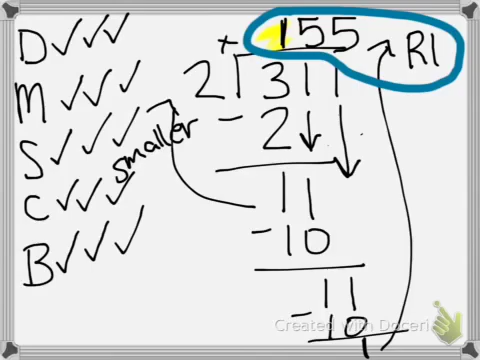 D ✓✓✓
M ✓✓✓
S ✓✓✓
C ✓✓✓
B ✓✓✓
smaller
155 R1
+
2 311
- 2
11
- 10
11
- 10
1
Created With Doceri